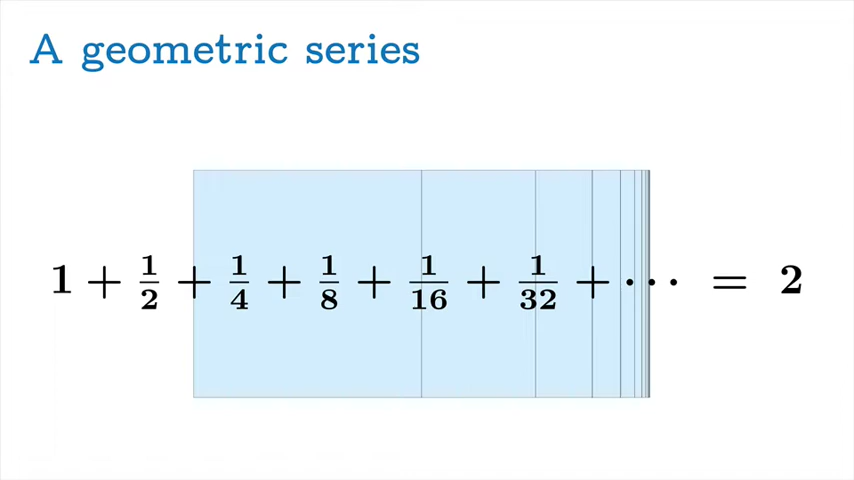 A geometric series
1 + 1/2 + 1/4 + 1/8 + 1/16 + 1/32 + ··· = 2